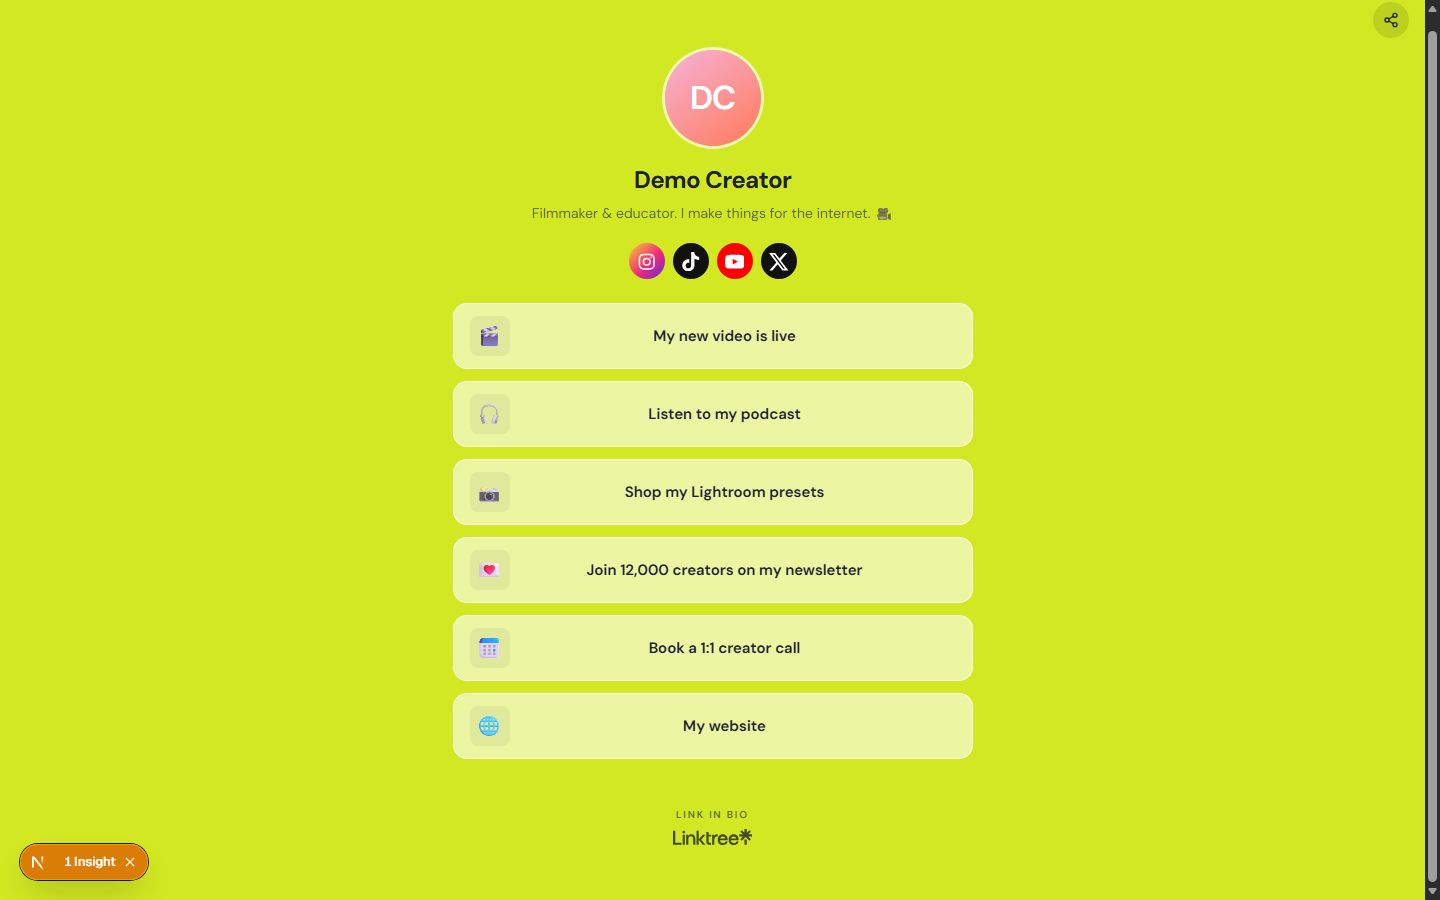 DC
Demo Creator
Filmmaker & educator. I make things for the internet. 🎥
My new video is live
Listen to my podcast
Shop my Lightroom presets
Join 12,000 creators on my newsletter
Book a 1:1 creator call
My website
LINK IN BIO
Linktree
1 Insight